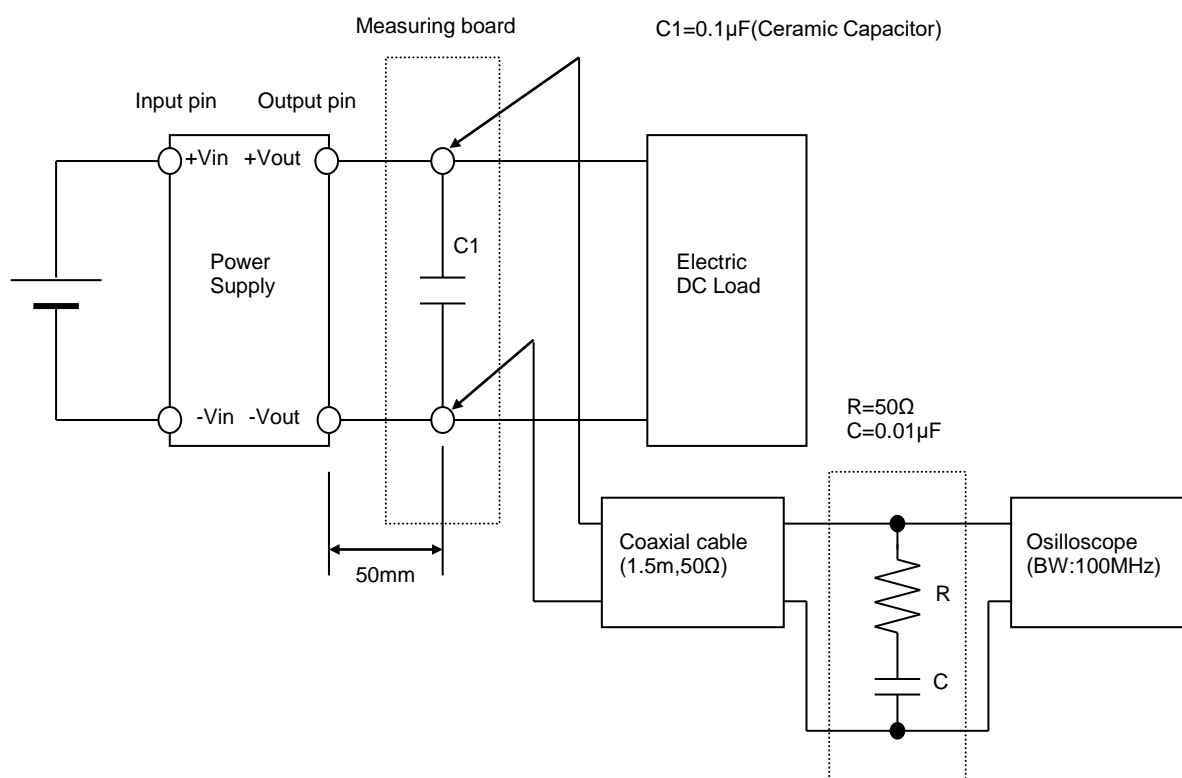 Measuring board
C1=0.1µF(Ceramic Capacitor)
Input pin
Output pin
+Vin +Vout
C1
Power
Supply
Electric
DC Load
-Vin -Vout
R=50Ω
C=0.01µF
50mm
Coaxial cable
(1.5m,50Ω)
R
C
Osilloscope
(BW:100MHz)